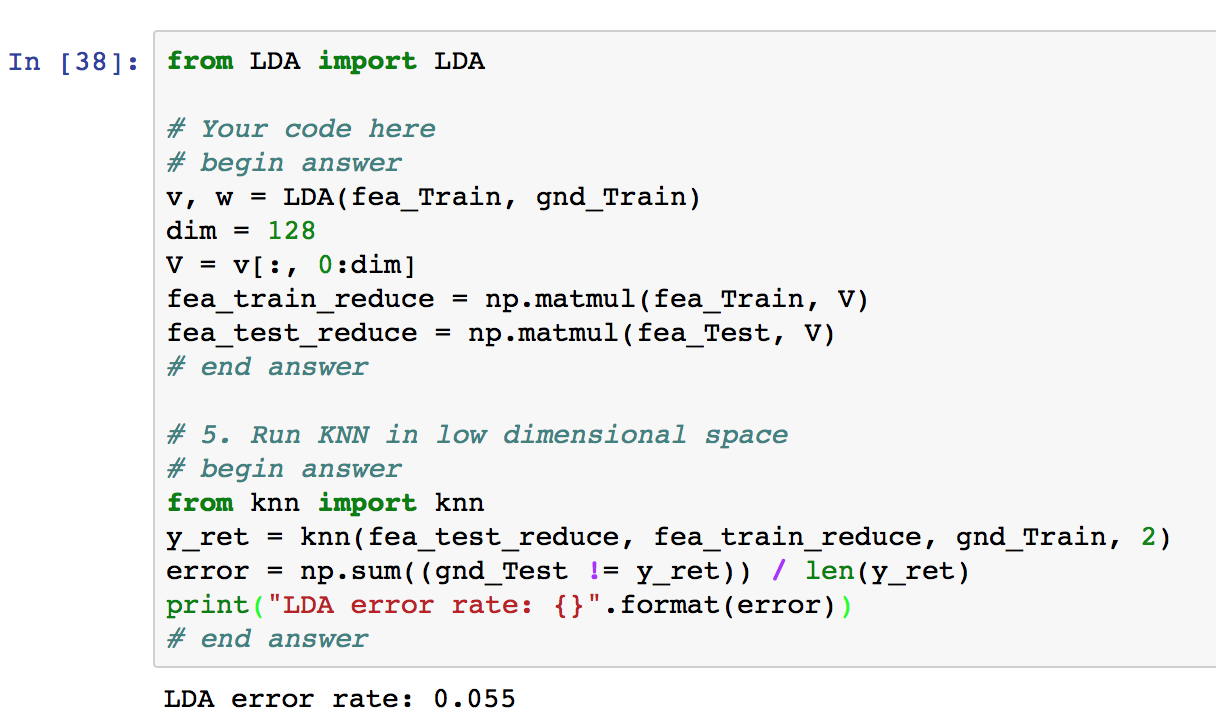 In [38]:
from LDA import LDA
# Your code here
# begin answer
v, w = LDA(fea_Train, gnd_Train)
dim = 128
V = v[:, 0:dim]
fea_train_reduce = np.matmul(fea_Train, V)
fea_test_reduce = np.matmul(fea_Test, V)
# end answer
# 5. Run KNN in low dimensional space
# begin answer
from knn import knn
y_ret = knn(fea_test_reduce, fea_train_reduce, gnd_Train, 2)
error = np.sum((gnd_Test != y_ret)) / len(y_ret)
print("LDA error rate: {}".format(error))
# end answer
LDA error rate: 0.055